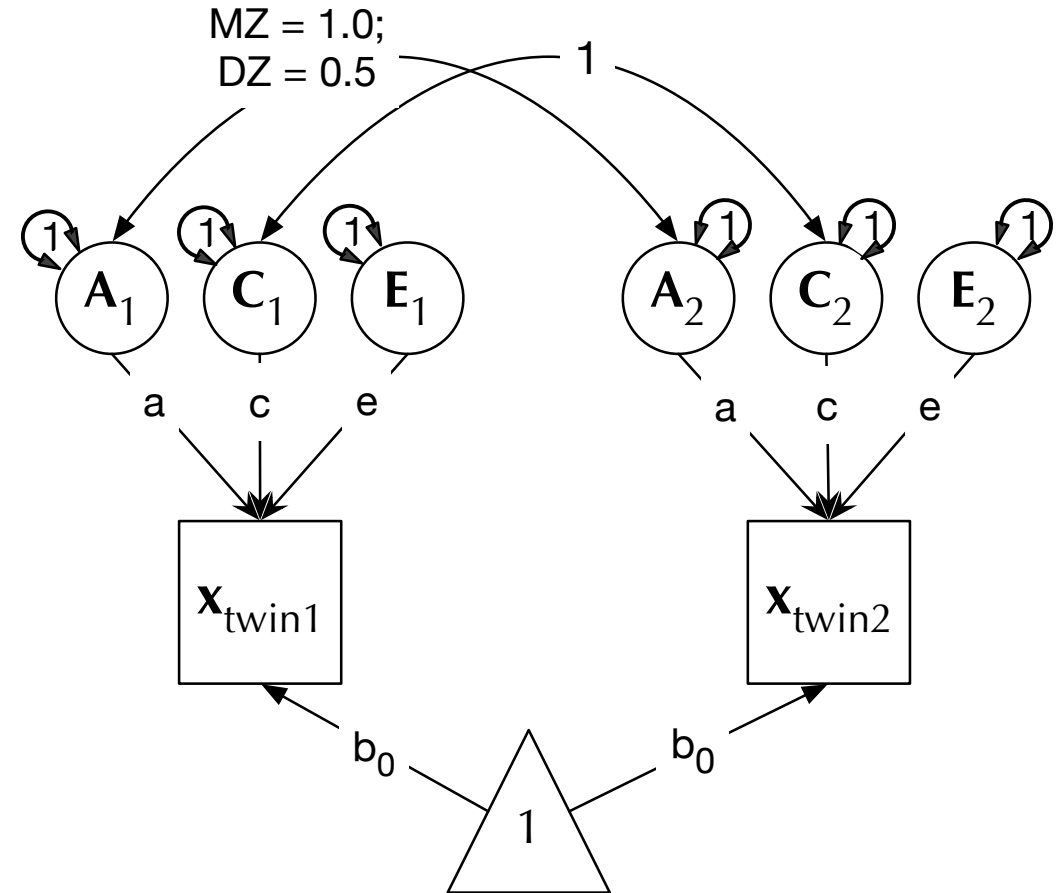 MZ = 1.0;
DZ = 0.5
1
1 1 1 1 1 1
A1 C1 E1 A2 C2 E2
a c e a c e
xtwin1 xtwin2
b0 b0
1